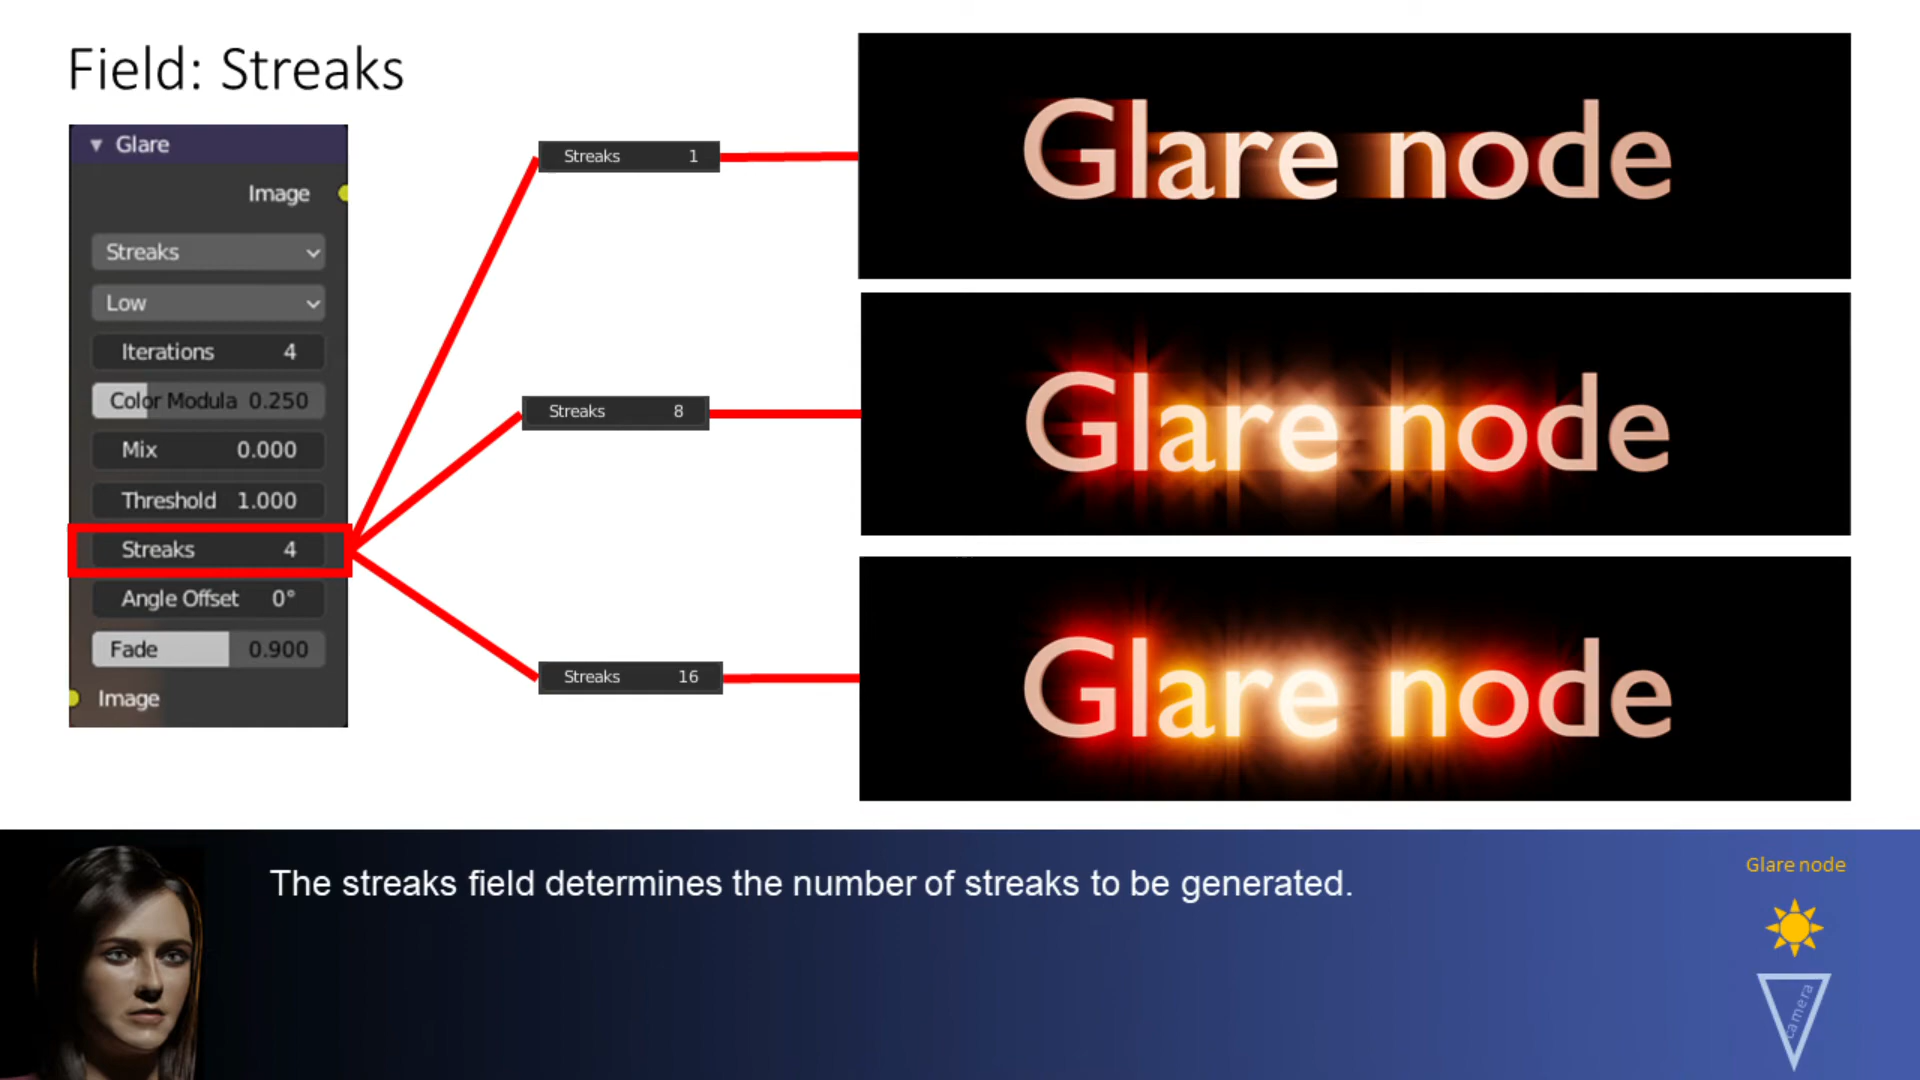 Field: Streaks
Glare
Image
Streaks
Low
Iterations 4
Color Modula 0.250
Mix 0.000
Threshold 1.000
Streaks 4
Angle Offset 0°
Fade 0.900
Image
Streaks 1
Streaks 8
Streaks 16
Glare node
Glare node
Glare node
The streaks field determines the number of streaks to be generated.
Glare node
camera